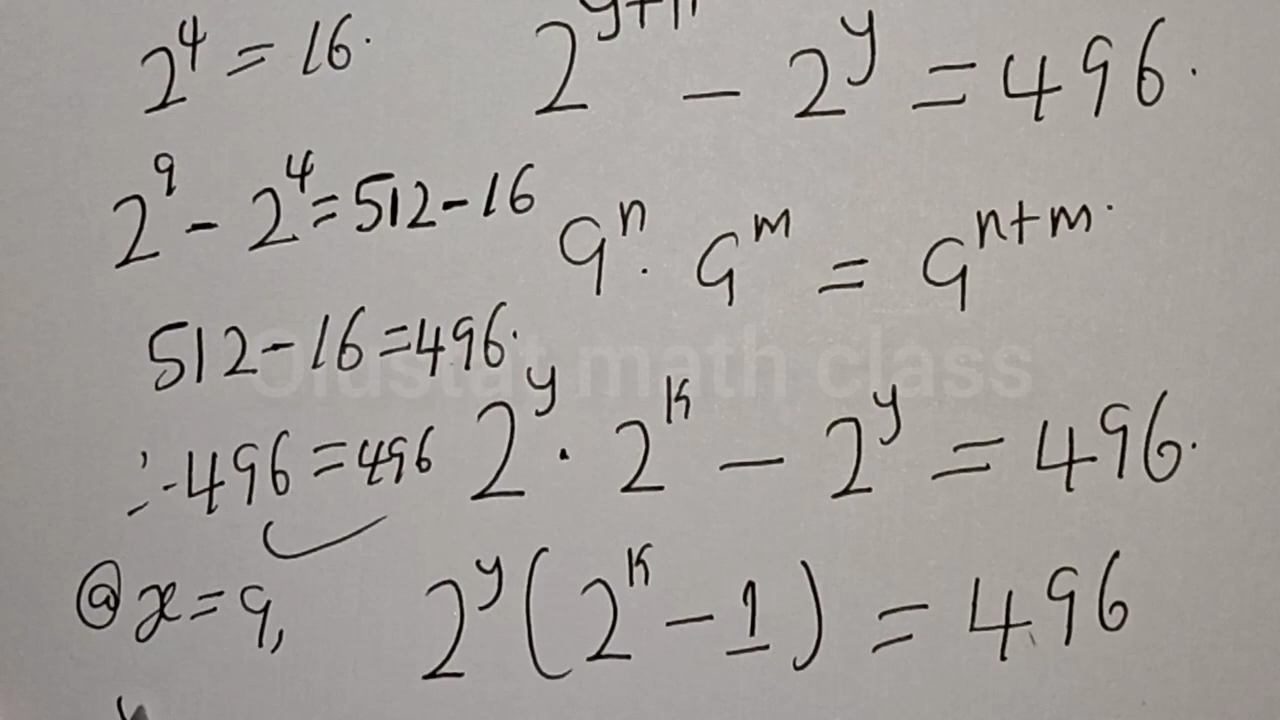 2^4 = 16.
2^{y+k} - 2^y = 496.
2^9 - 2^4 = 512-16
a^n . a^m = a^{n+m}.
512-16=496.
Oldstat math class
∴ 496=496
2^y . 2^k - 2^y = 496.
@ x=9,
2^y (2^k - 1) = 496